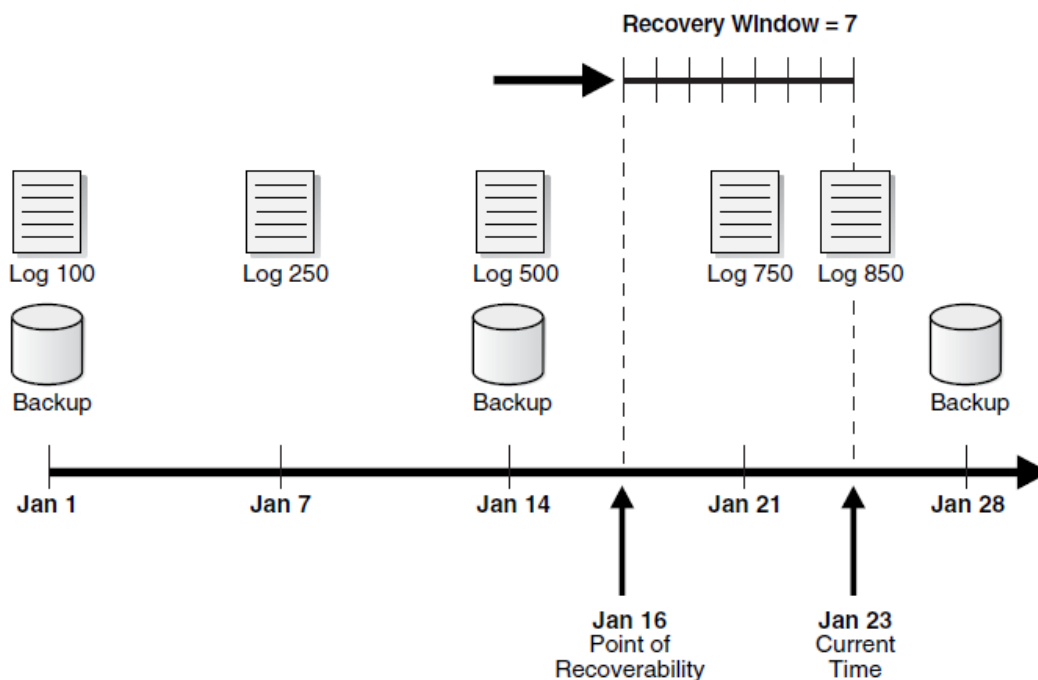 Recovery WIndow = 7
Log 100
Log 250
Log 500
Log 750
Log 850
Backup
Backup
Backup
Jan 1
Jan 7
Jan 14
Jan 21
Jan 28
Jan 16
Point of
Recoverability
Jan 23
Current
Time